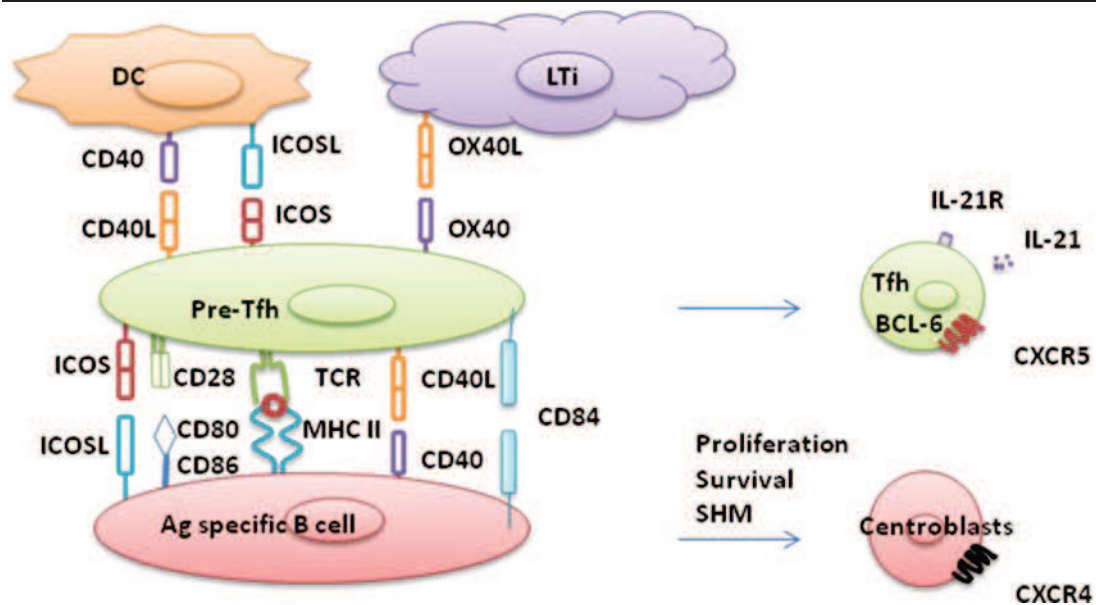 DC
LTi
CD40
ICOSL
OX40L
CD40L
ICOS
OX40
IL-21R
IL-21
Pre-Tfh
Tfh
BCL-6
CXCR5
ICOS
CD28
TCR
CD40L
CD84
ICOSL
CD80
CD86
MHC II
CD40
Proliferation
Survival
SHM
Ag specific B cell
Centroblasts
CXCR4